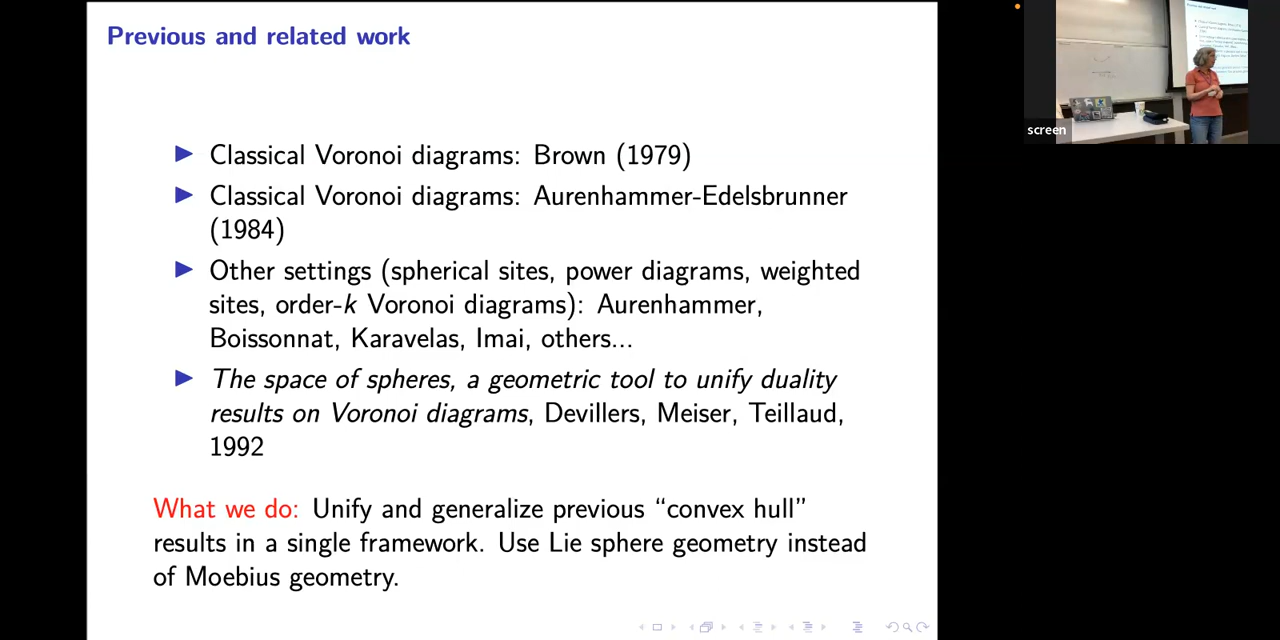 Previous and related work
▶ Classical Voronoi diagrams: Brown (1979)
▶ Classical Voronoi diagrams: Aurenhammer-Edelsbrunner
(1984)
▶ Other settings (spherical sites, power diagrams, weighted
sites, order-k Voronoi diagrams): Aurenhammer,
Boissonnat, Karavelas, Imai, others...
▶ The space of spheres, a geometric tool to unify duality
results on Voronoi diagrams, Devillers, Meiser, Teillaud,
1992
What we do: Unify and generalize previous “convex hull”
results in a single framework. Use Lie sphere geometry instead
of Moebius geometry.
screen